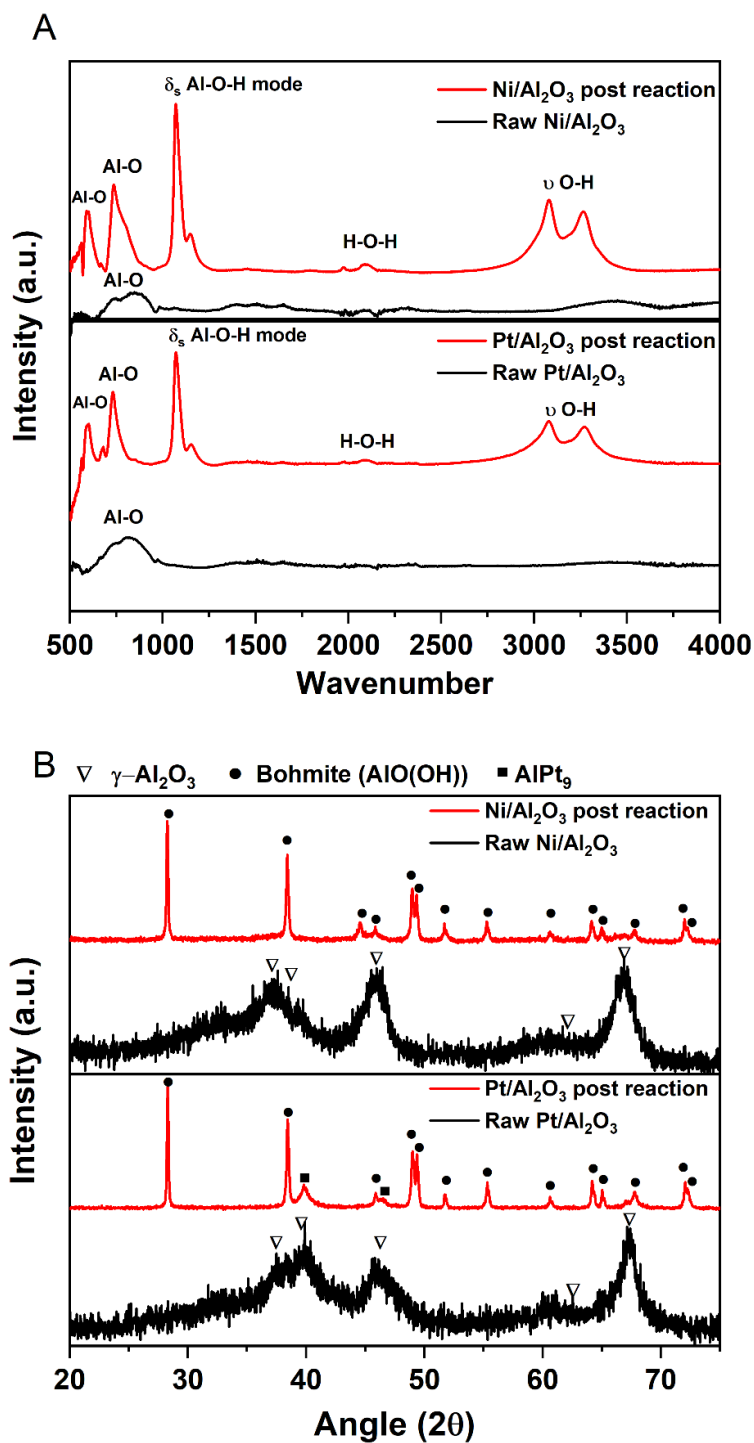 A
δs Al-O-H mode
Ni/Al2O3 post reaction
Raw Ni/Al2O3
Al-O
Al-O
υ O-H
H-O-H
Al-O
δs Al-O-H mode
Pt/Al2O3 post reaction
Raw Pt/Al2O3
Al-O
Al-O
υ O-H
H-O-H
Al-O
Intensity (a.u.)
500 1000 1500 2000 2500 3000 3500 4000
Wavenumber
B
▽ γ–Al2O3 ● Bohmite (AlO(OH)) ■ AlPt9
Ni/Al2O3 post reaction
Raw Ni/Al2O3
Pt/Al2O3 post reaction
Raw Pt/Al2O3
Intensity (a.u.)
20 30 40 50 60 70
Angle (2θ)